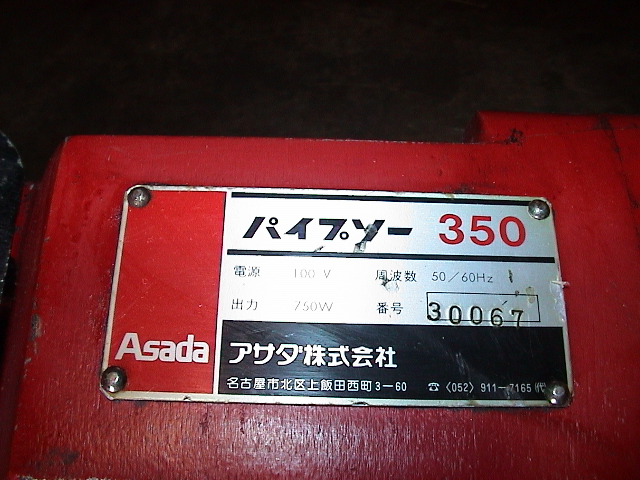 パイプソー 350
電源 100 V 周波数 50/60Hz
出力 750W 番号 30067
Asada アサダ株式会社
名古屋市北区上飯田西町3-60 ☎〈052〉911-7165代